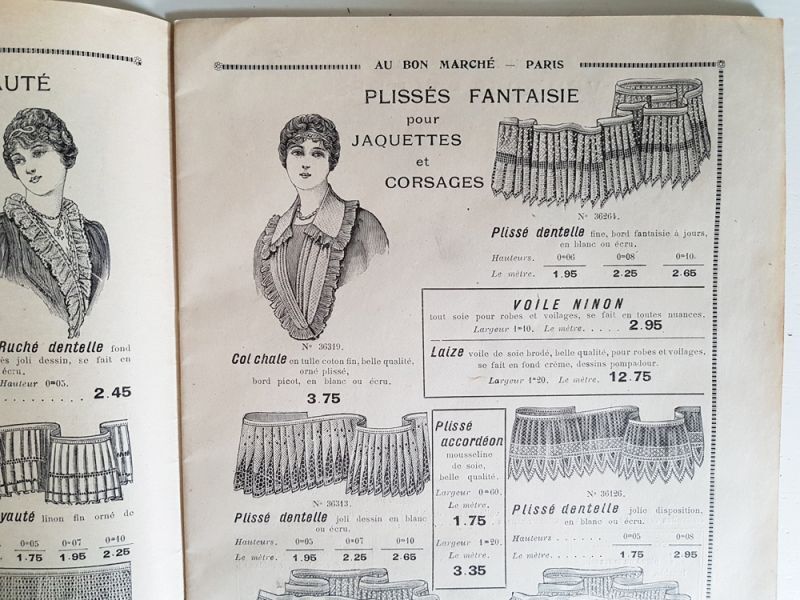 AUTÉ
Ruché dentelle fond
joli dessin, se fait en
écru.
Hauteur 0m05.
2.45
linon fin orné de
0m05 0m07 0m10
1.75 1.95 2.25
AU BON MARCHÉ — PARIS
PLISSÉS FANTAISIE
pour
JAQUETTES
et
CORSAGES
No 36264.
Plissé dentelle fine, bord fantaisie à jours,
en blanc ou écru.
Hauteurs. 0m06 0m08 0m10.
Le mètre. 1.95 2.25 2.65
VOILE NINON
tout soie pour robes et voilages, se fait en toutes nuances.
Largeur 1m10. Le mètre. . . . . . 2.95
Laize voile de soie brodé, belle qualité, pour robes et voilages,
se fait en fond crème, dessins pompadour.
Largeur 1m20. Le mètre. 12.75
No 36319.
Col chale en tulle coton fin, belle qualité,
orné plissé,
bord picot, en blanc ou écru.
3.75
No 36313.
Plissé dentelle joli dessin en blanc
ou écru.
Hauteurs. 0m05 0m07 0m10
Le mètre. 1.95 2.25 2.65
Plissé
accordéon
mousseline
de soie,
belle qualité.
Largeur 0m60.
Le mètre.
1.75
Largeur 1m20.
Le mètre.
3.35
No 36126.
Plissé dentelle jolie disposition,
en blanc ou écru.
Hauteurs . . . . . . . 0m05 0m08
Le mètre. . . . . . . 1.75 2.95